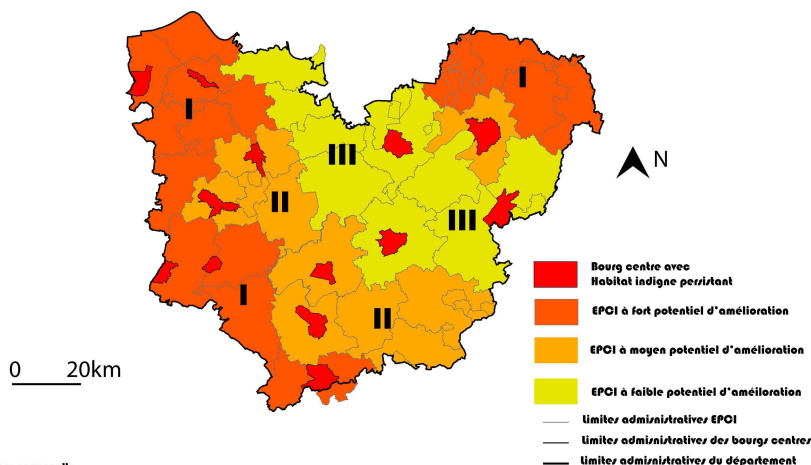 I
I
III
N
II
III
Bourg centre avec
Habitat indigne persistant
I
EPCI à fort potentiel d'amélioration
II
EPCI à moyen potentiel d'amélioration
0 20km
EPCI à faible potentiel d'améiloration
Limites administratives EPCI
Limites administratives des bourgs centres
Limites administratives du département